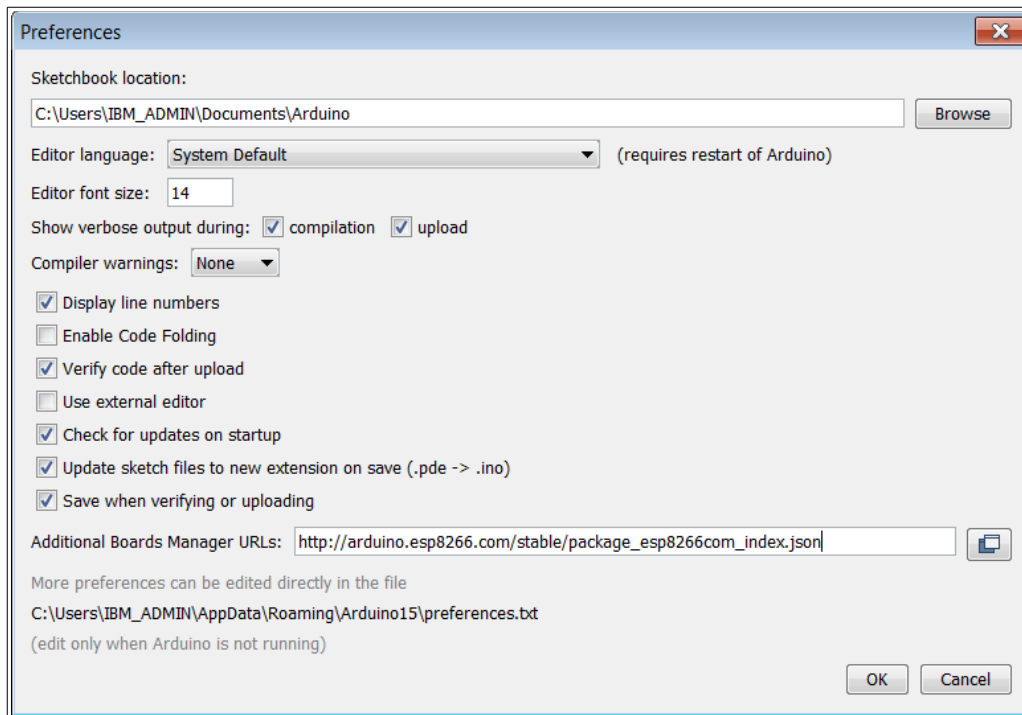 Preferences
Sketchbook location:
C:\Users\IBM_ADMIN\Documents\Arduino Browse
Editor language: System Default (requires restart of Arduino)
Editor font size: 14
Show verbose output during: compilation upload
Compiler warnings: None
Display line numbers
Enable Code Folding
Verify code after upload
Use external editor
Check for updates on startup
Update sketch files to new extension on save (.pde -> .ino)
Save when verifying or uploading
Additional Boards Manager URLs: http://arduino.esp8266.com/stable/package_esp8266com_index.json
More preferences can be edited directly in the file
C:\Users\IBM_ADMIN\AppData\Roaming\Arduino15\preferences.txt
(edit only when Arduino is not running)
OK Cancel